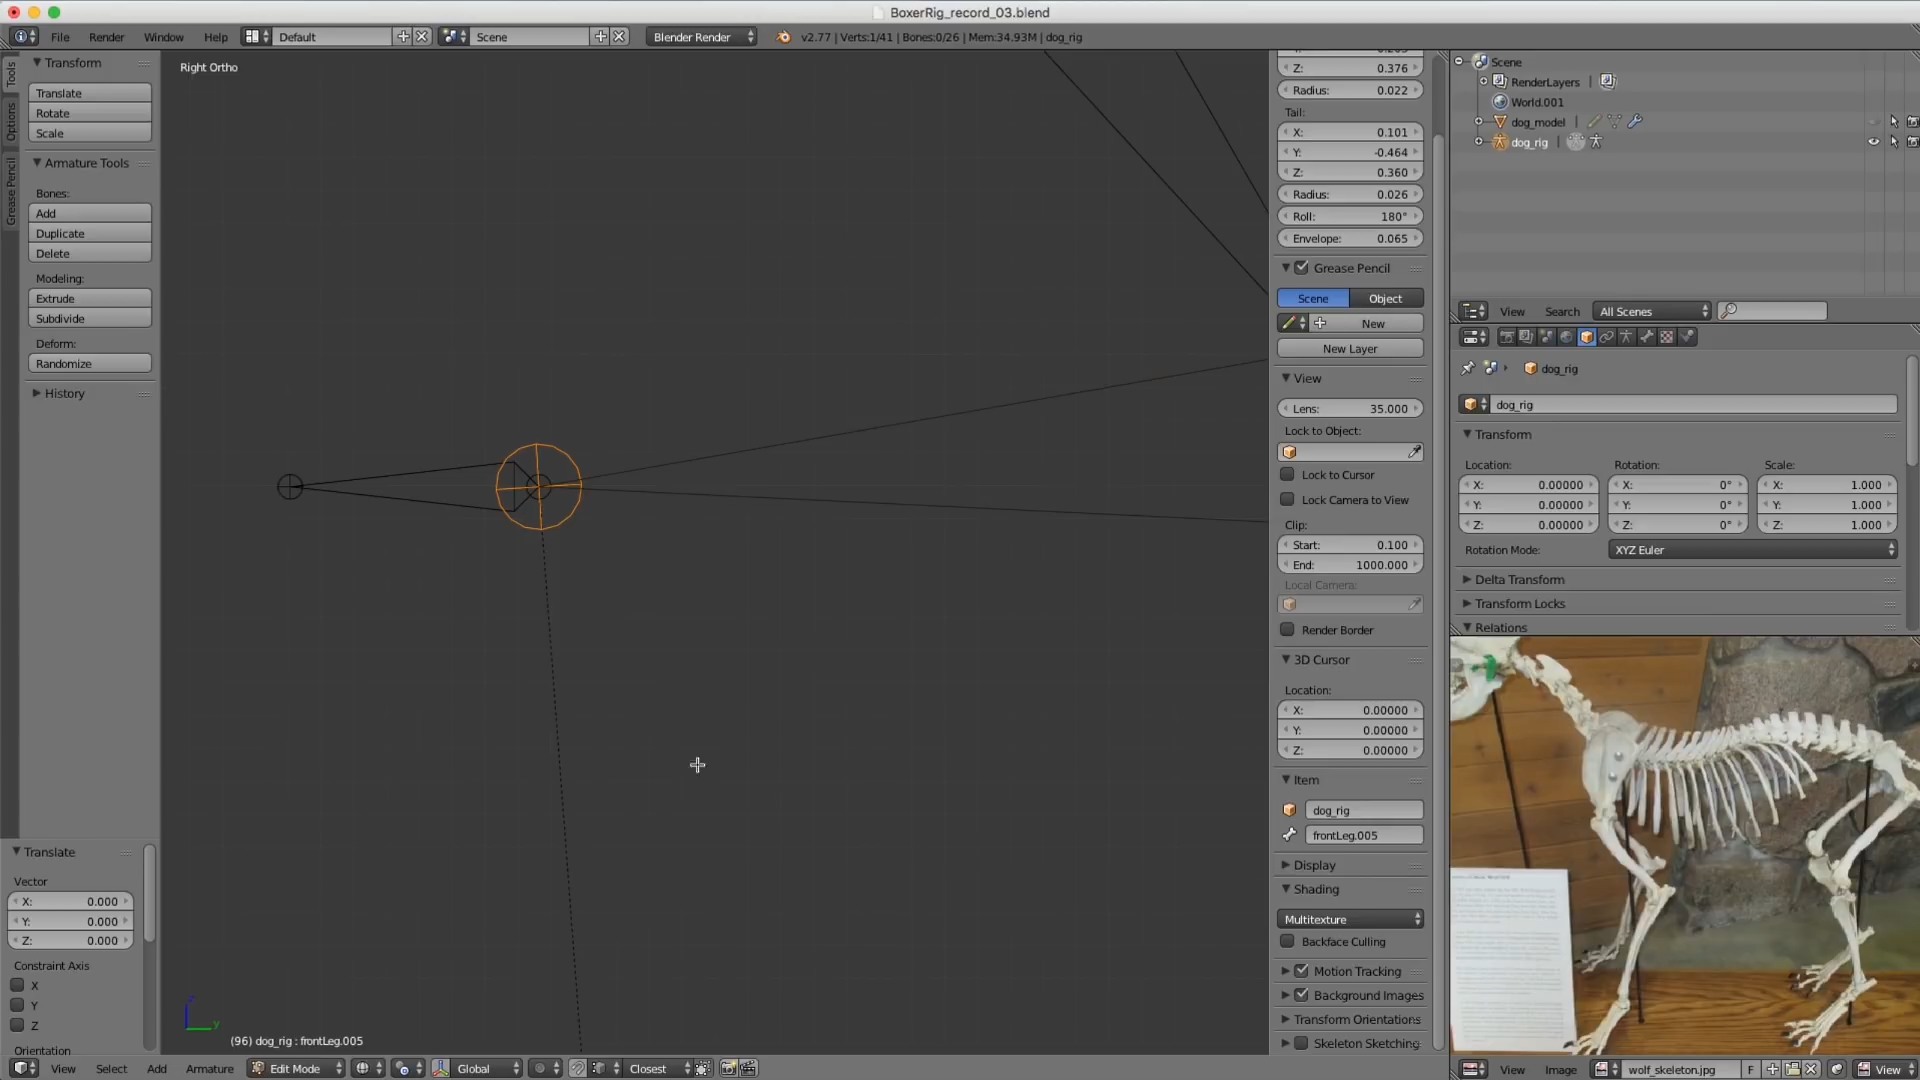 BoxerRig_record_03.blend
File Render Window Help Default Scene Blender Render v2.77 | Verts:1/41 | Bones:0/26 | Mem:34.93M | dog_rig
Tools
Options
Grease Pencil
Transform
Translate
Rotate
Scale
Armature Tools
Bones:
Add
Duplicate
Delete
Modeling:
Extrude
Subdivide
Deform:
Randomize
History
Translate
Vector
X: 0.000
Y: 0.000
Z: 0.000
Constraint Axis
X
Y
Z
Orientation
Right Ortho
z
y
(96) dog_rig : frontLeg.005
View Select Add Armature Edit Mode Global Closest
Z: 0.376
Radius: 0.022
Tail:
X: 0.101
Y: -0.464
Z: 0.360
Radius: 0.026
Roll: 180°
Envelope: 0.065
Grease Pencil
Scene Object
New
New Layer
View
Lens: 35.000
Lock to Object:
Lock to Cursor
Lock Camera to View
Clip:
Start: 0.100
End: 1000.000
Local Camera:
Render Border
3D Cursor
Location:
X: 0.00000
Y: 0.00000
Z: 0.00000
Item
dog_rig
frontLeg.005
Display
Shading
Multitexture
Backface Culling
Motion Tracking
Background Images
Transform Orientations
Skeleton Sketching
Scene
RenderLayers
World.001
dog_model
dog_rig
View Search All Scenes
dog_rig
dog_rig
Transform
Location: Rotation: Scale:
X: 0.00000 X: 0° X: 1.000
Y: 0.00000 Y: 0° Y: 1.000
Z: 0.00000 Z: 0° Z: 1.000
Rotation Mode: XYZ Euler
Delta Transform
Transform Locks
Relations
View Image wolf_skeleton.jpg F View